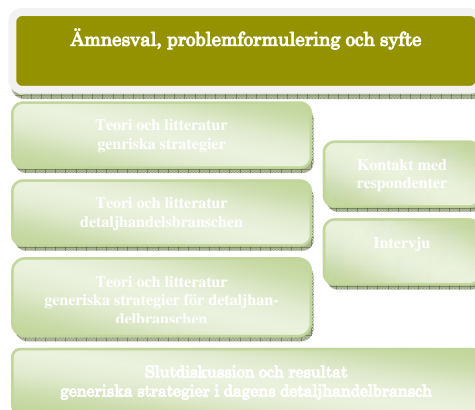 Ämnesval, problemformulering och syfte
Teori och litteratur
genriska strategier
Kontakt med
respondenter
Teori och litteratur
detaljhandelsbranschen
Intervju
Teori och litteratur
generiska strategier för detaljhan-
delbranschen
Slutdiskussion och resultat
generiska strategier i dagens detaljhandelbransch